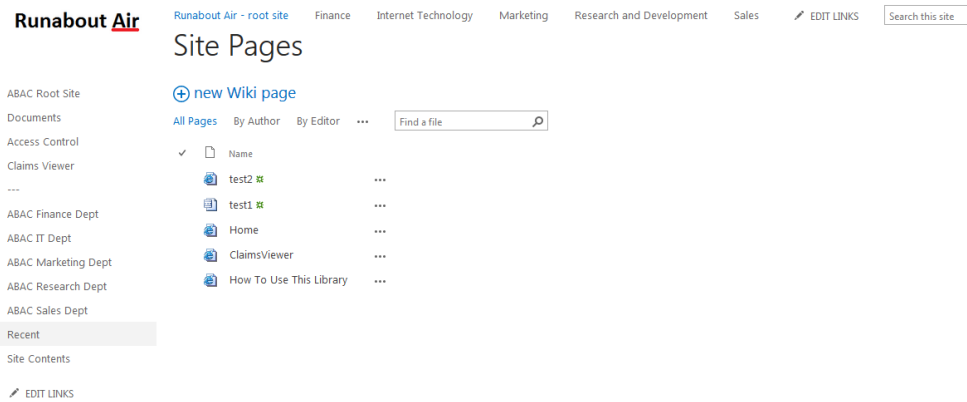 Runabout Air
Runabout Air - root site Finance Internet Technology Marketing Research and Development Sales EDIT LINKS Search this site
Site Pages
ABAC Root Site
Documents
Access Control
Claims Viewer
---
ABAC Finance Dept
ABAC IT Dept
ABAC Marketing Dept
ABAC Research Dept
ABAC Sales Dept
Recent
Site Contents
EDIT LINKS
new Wiki page
All Pages By Author By Editor ... Find a file
Name
test2 ...
test1 ...
Home ...
ClaimsViewer ...
How To Use This Library ...